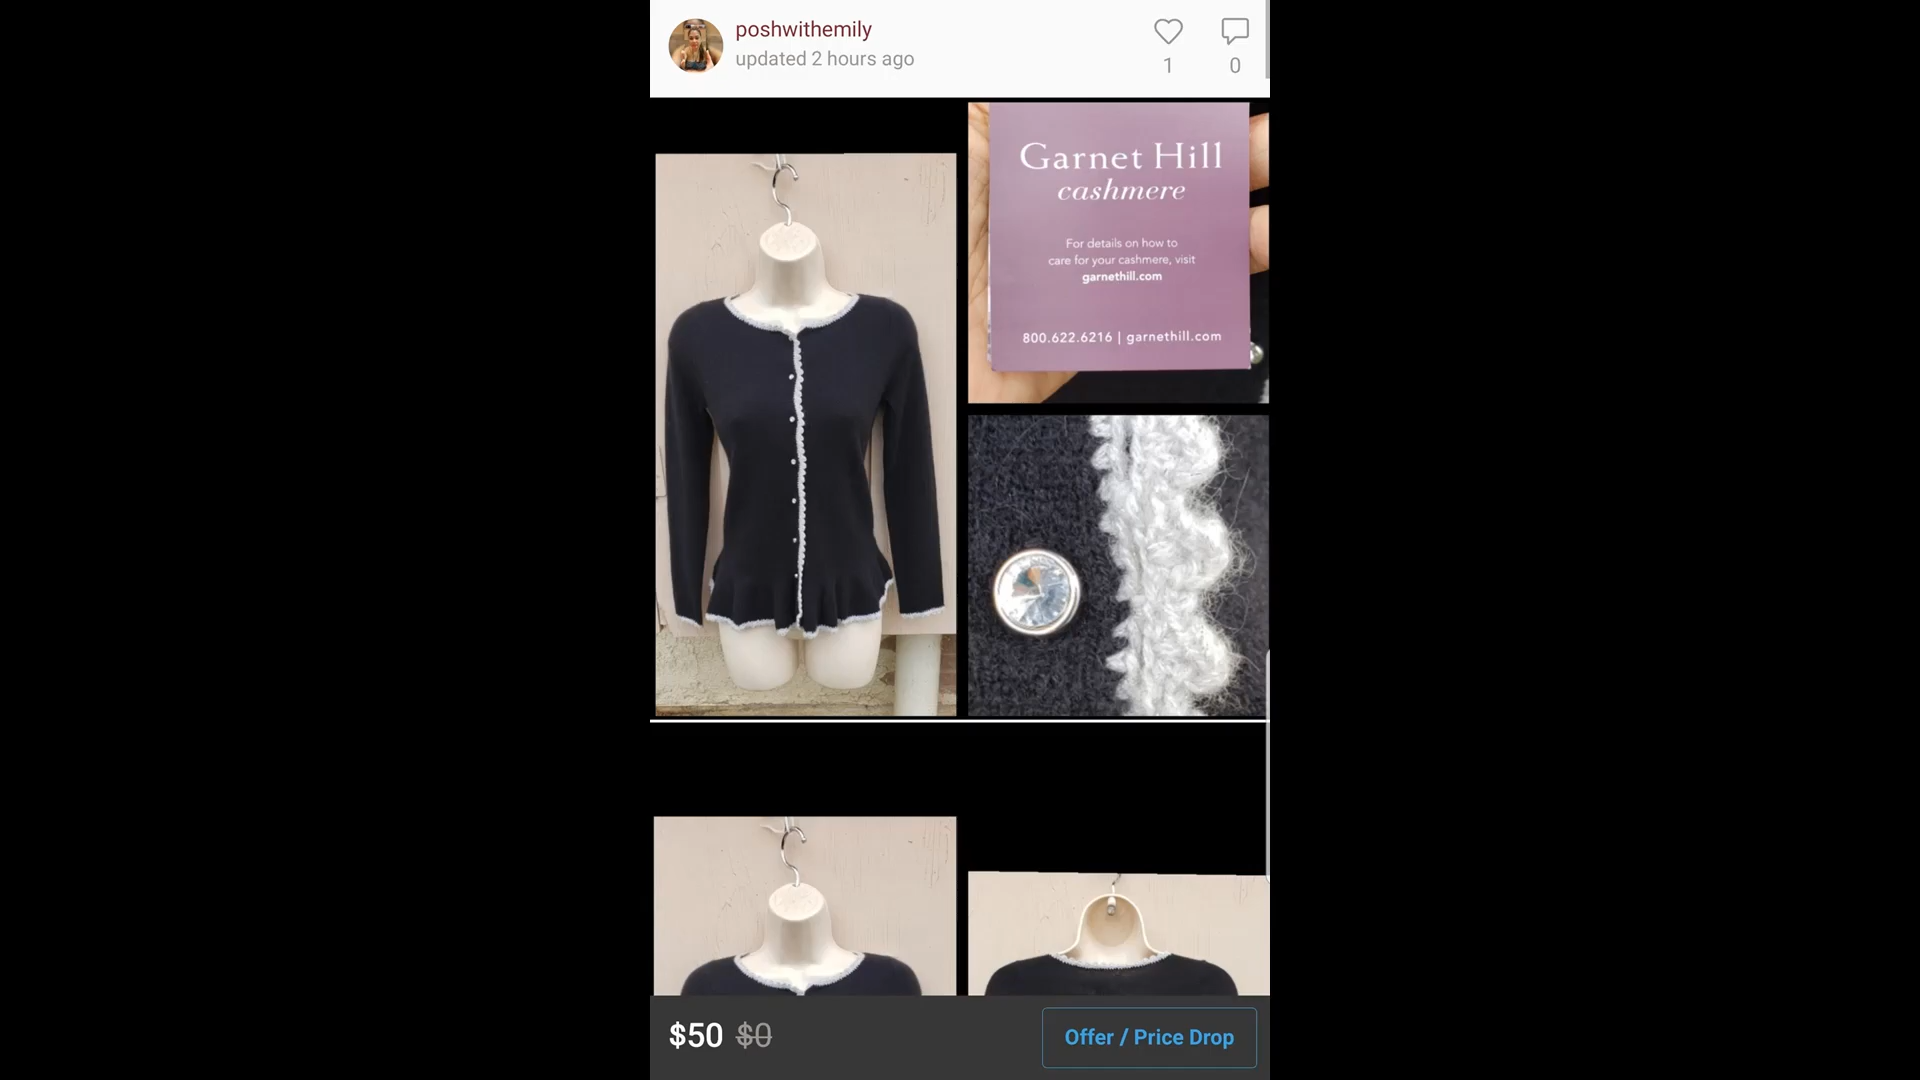 poshwithemily
updated 2 hours ago
1
0
Garnet Hill
cashmere
For details on how to
care for your cashmere, visit
garnethill.com
800.622.6216 | garnethill.com
$50 $0
Offer / Price Drop